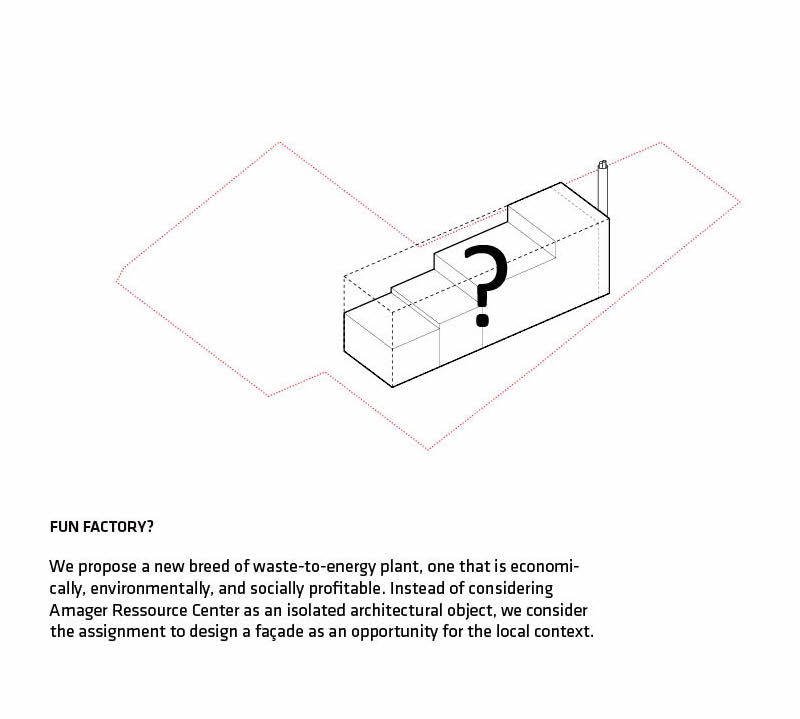 ?
FUN FACTORY?
We propose a new breed of waste-to-energy plant, one that is economi-
cally, environmentally, and socially profitable. Instead of considering
Amager Ressource Center as an isolated architectural object, we consider
the assignment to design a façade as an opportunity for the local context.